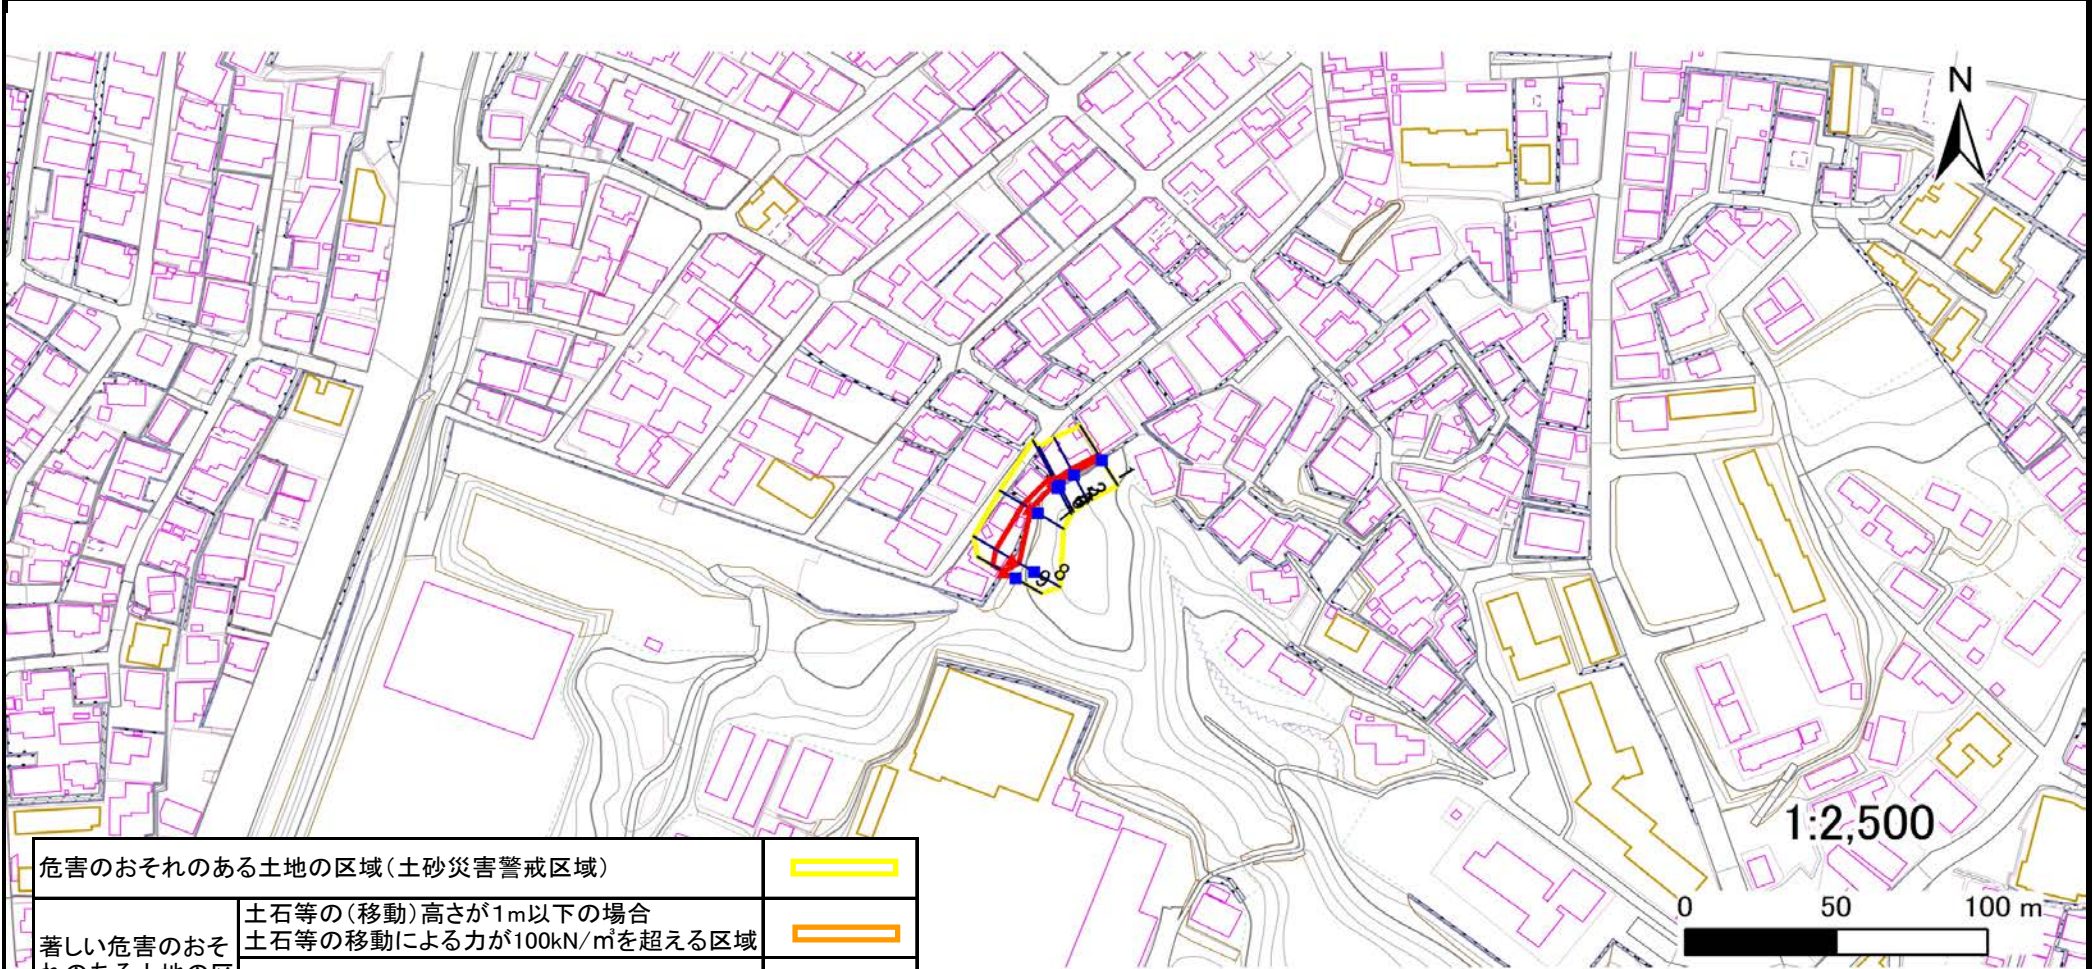 N
1
8
9
1:2,500
0 50 100 m
危害のおそれのある土地の区域(土砂災害警戒区域)
著しい危害のおそ
土石等の(移動)高さが1m以下の場合
土石等の移動による力が100kN/㎡を超える区域